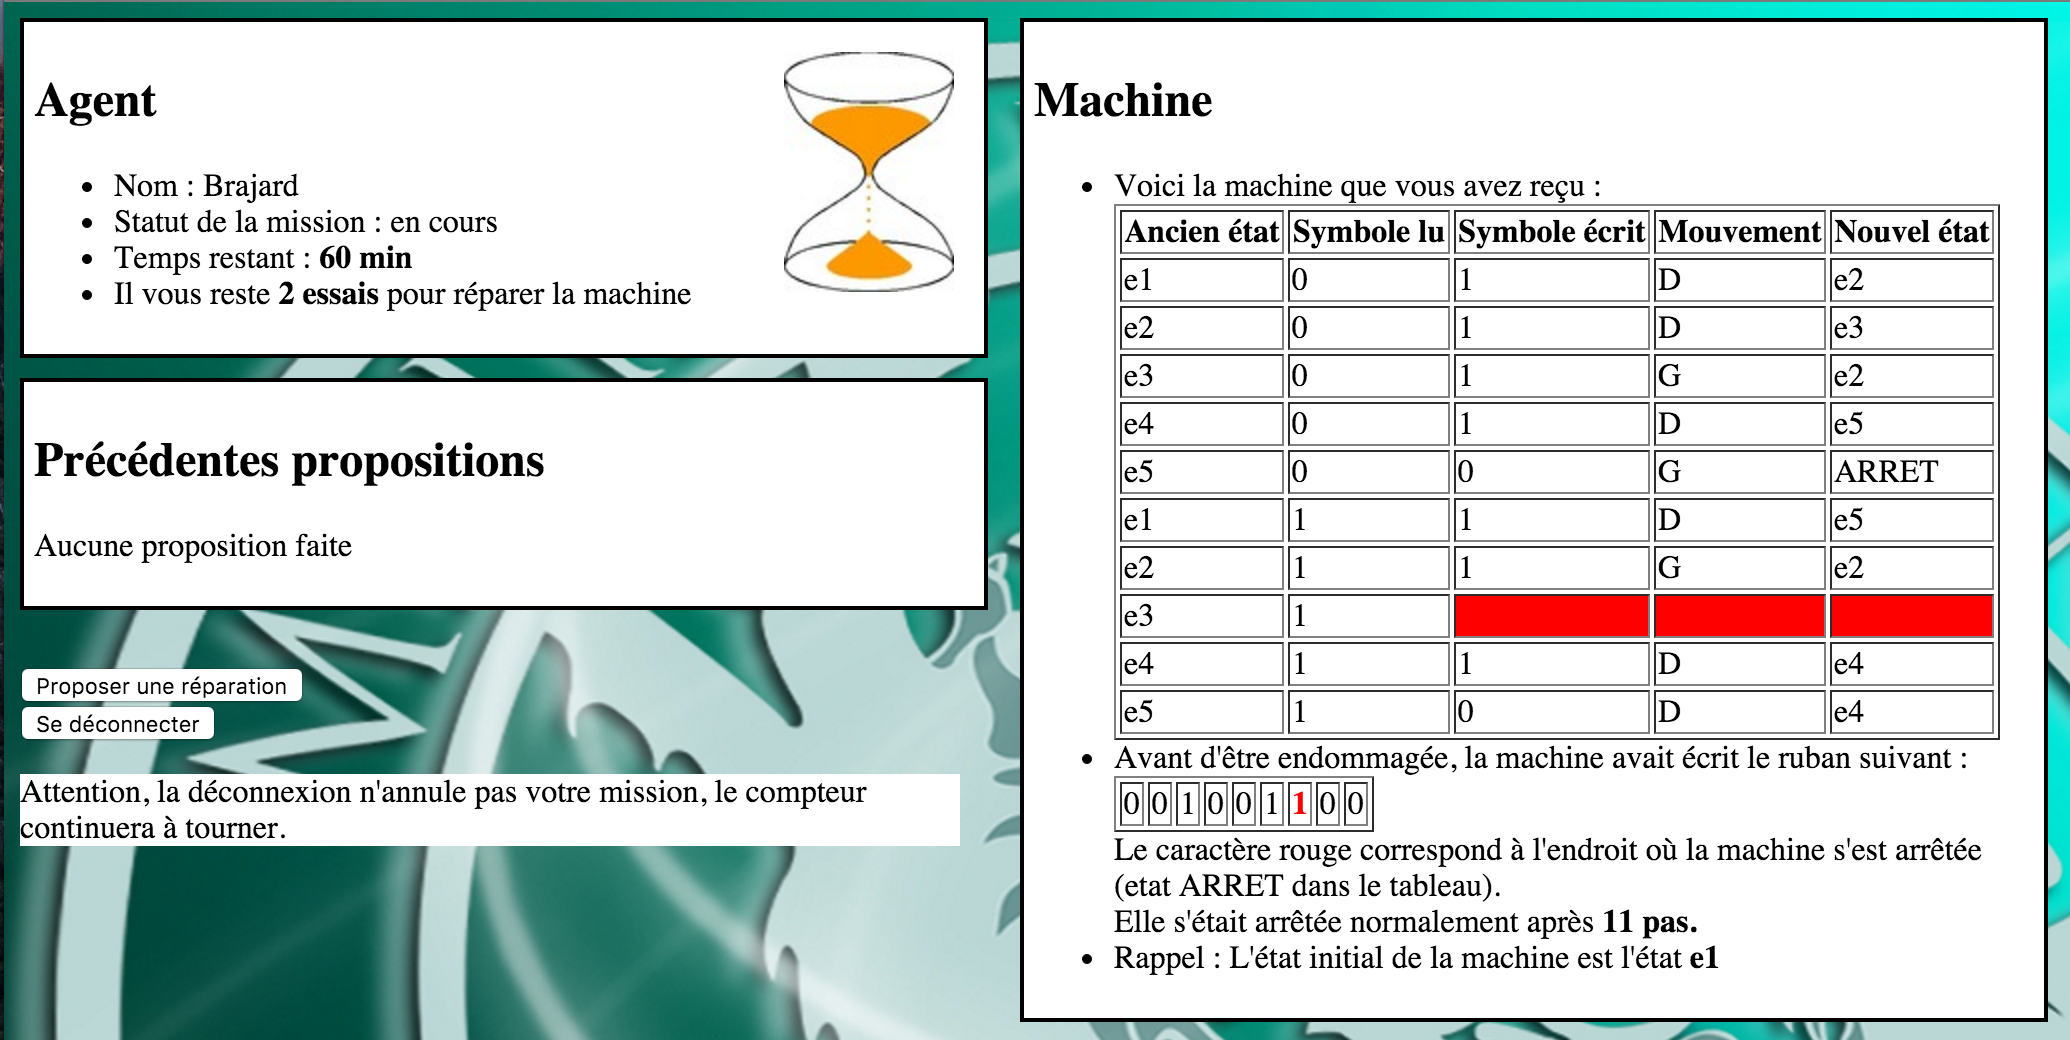 Agent
Nom : Brajard
Statut de la mission : en cours
Temps restant : 60 min
Il vous reste 2 essais pour réparer la machine
Précédentes propositions
Aucune proposition faite
Proposer une réparation
Se déconnecter
Attention, la déconnexion n'annule pas votre mission, le compteur
continuera à tourner.
Machine
Voici la machine que vous avez reçu :
Ancien état Symbole lu Symbole écrit Mouvement Nouvel état
e1 0 1 D e2
e2 0 1 D e3
e3 0 1 G e2
e4 0 1 D e5
e5 0 0 G ARRET
e1 1 1 D e5
e2 1 1 G e2
e3 1
e4 1 1 D e4
e5 1 0 D e4
Avant d'être endommagée, la machine avait écrit le ruban suivant :
0 0 1 0 0 1 1 0 0
Le caractère rouge correspond à l'endroit où la machine s'est arrêtée
(etat ARRET dans le tableau).
Elle s'était arrêtée normalement après 11 pas.
Rappel : L'état initial de la machine est l'état e1